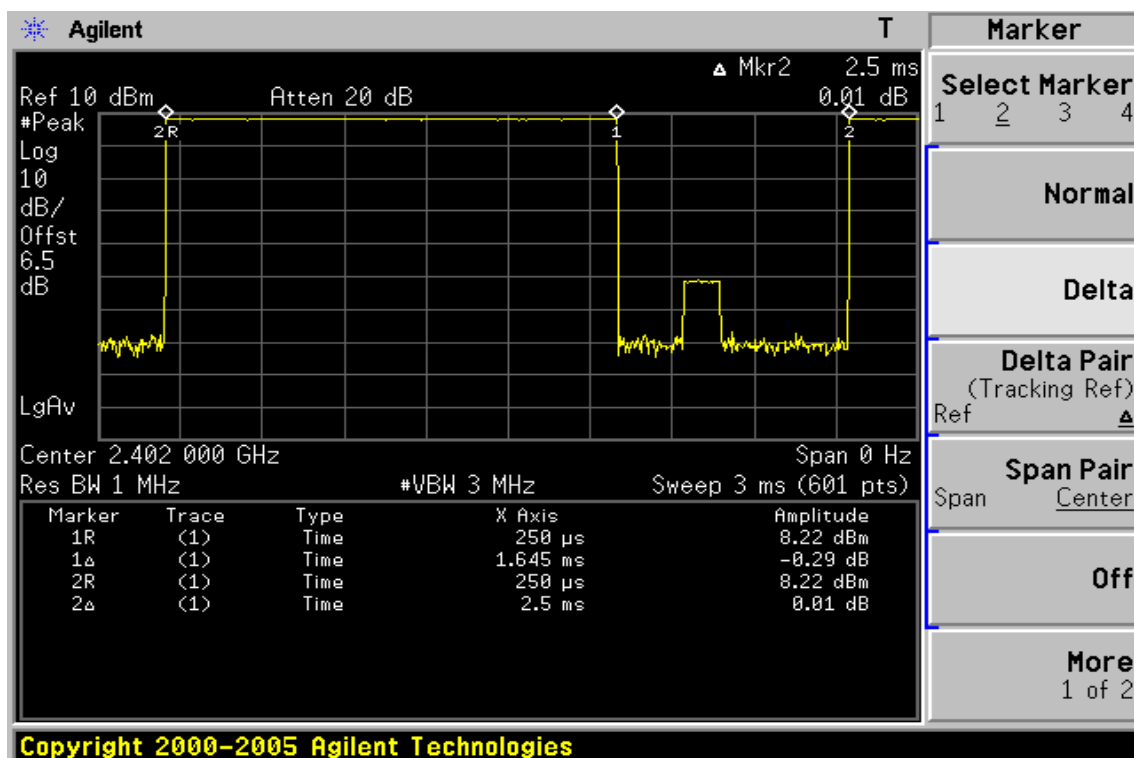 Agilent T
Marker
▵ Mkr2 2.5 ms
Ref 10 dBm Atten 20 dB 0.01 dB
#Peak
Log
10
dB/
Offst
6.5
dB
LgAv
2R
1
2
Center 2.402 000 GHz Span 0 Hz
Res BW 1 MHz #VBW 3 MHz Sweep 3 ms (601 pts)
Marker Trace Type X Axis Amplitude
1R (1) Time 250 µs 8.22 dBm
1▵ (1) Time 1.645 ms -0.29 dB
2R (1) Time 250 µs 8.22 dBm
2▵ (1) Time 2.5 ms 0.01 dB
Select Marker
1 2 3 4
Normal
Delta
Delta Pair
(Tracking Ref)
Ref ▵
Span Pair
Span Center
Off
More
1 of 2
Copyright 2000-2005 Agilent Technologies